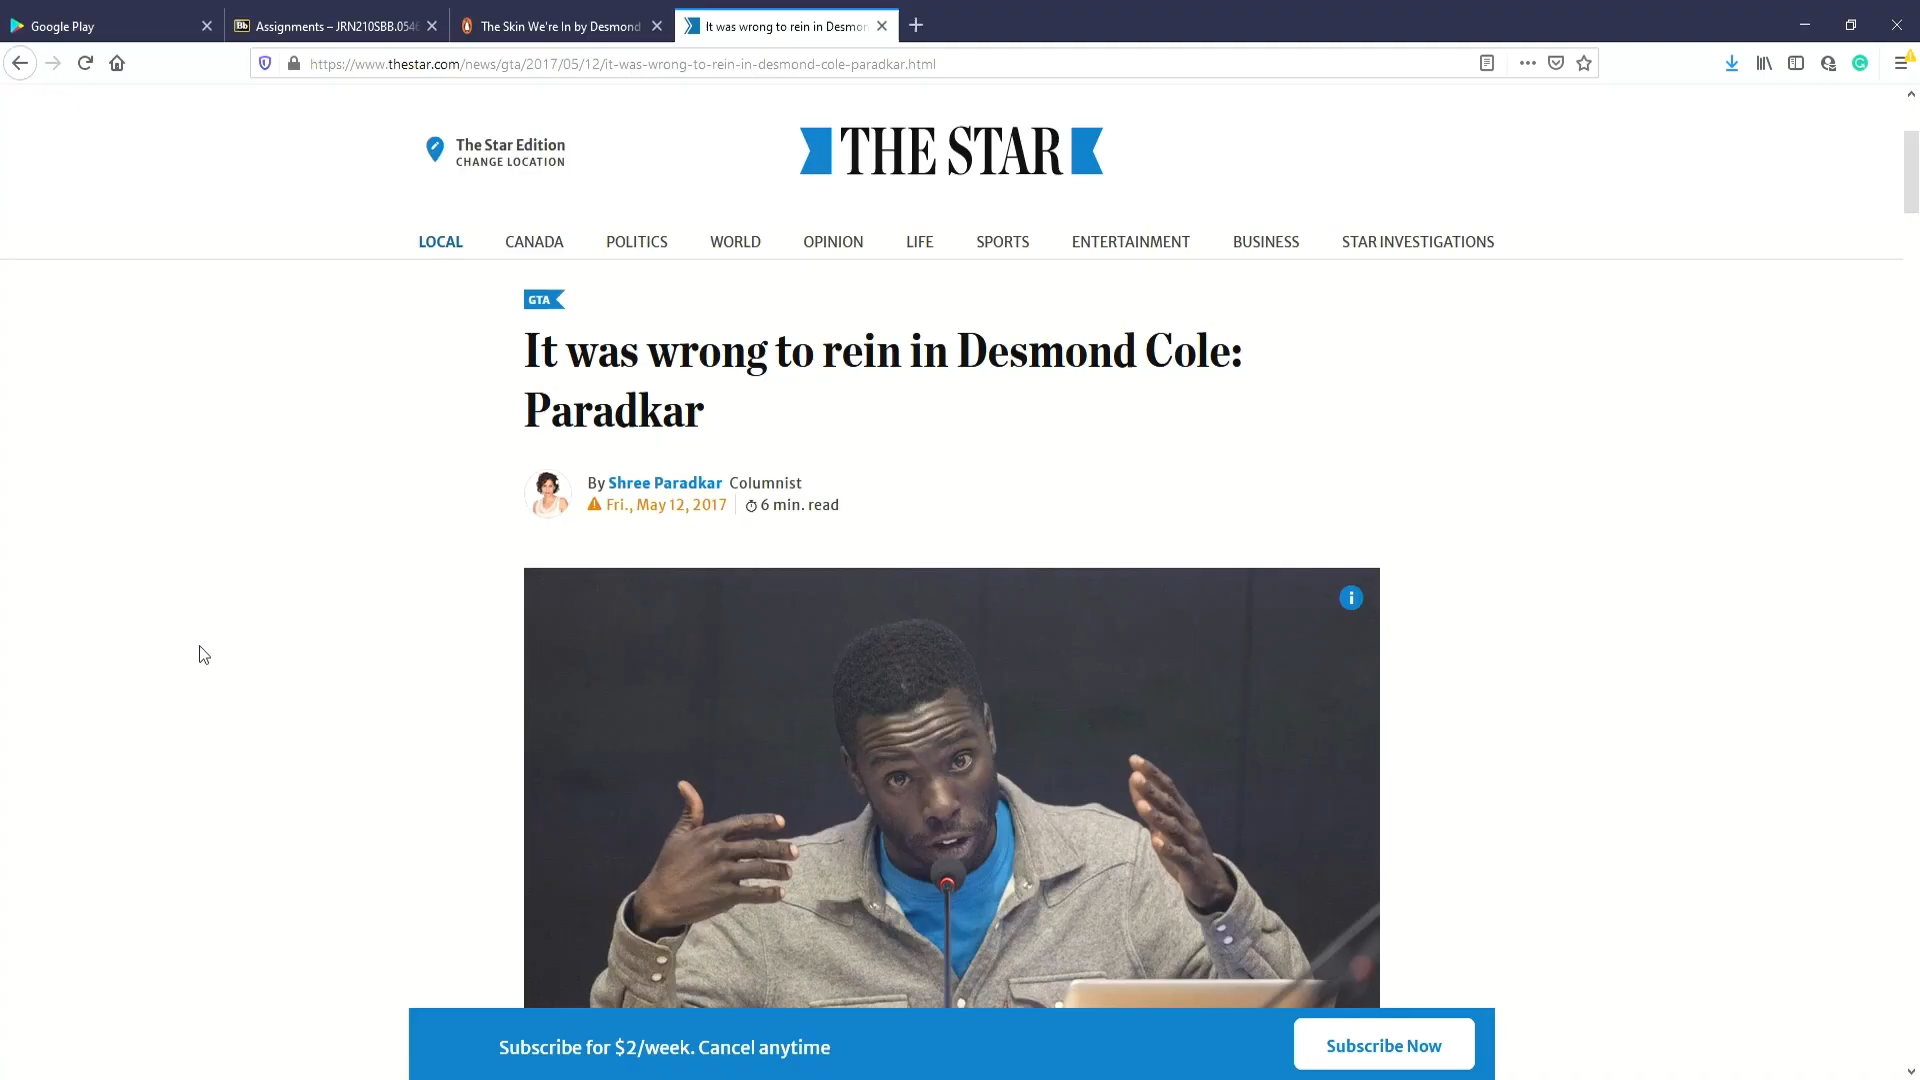 Google Play
Assignments – JRN210SBB.054
The Skin We're In by Desmond
It was wrong to rein in Desmon
https://www.thestar.com/news/gta/2017/05/12/it-was-wrong-to-rein-in-desmond-cole-paradkar.html
The Star Edition
CHANGE LOCATION
THE STAR
LOCAL CANADA POLITICS WORLD OPINION LIFE SPORTS ENTERTAINMENT BUSINESS STAR INVESTIGATIONS
GTA
It was wrong to rein in Desmond Cole:
Paradkar
By Shree Paradkar Columnist
Fri., May 12, 2017 6 min. read
Subscribe for $2/week. Cancel anytime
Subscribe Now